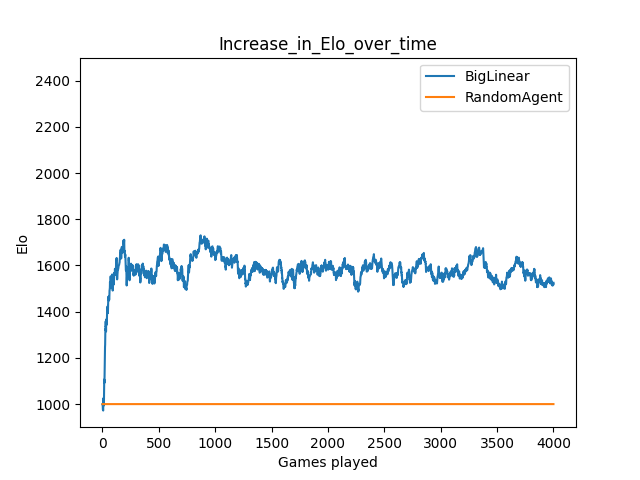 Increase_in_Elo_over_time
BigLinear
RandomAgent
2400
2200
2000
1800
1600
1400
1200
1000
Elo
0 500 1000 1500 2000 2500 3000 3500 4000
Games played